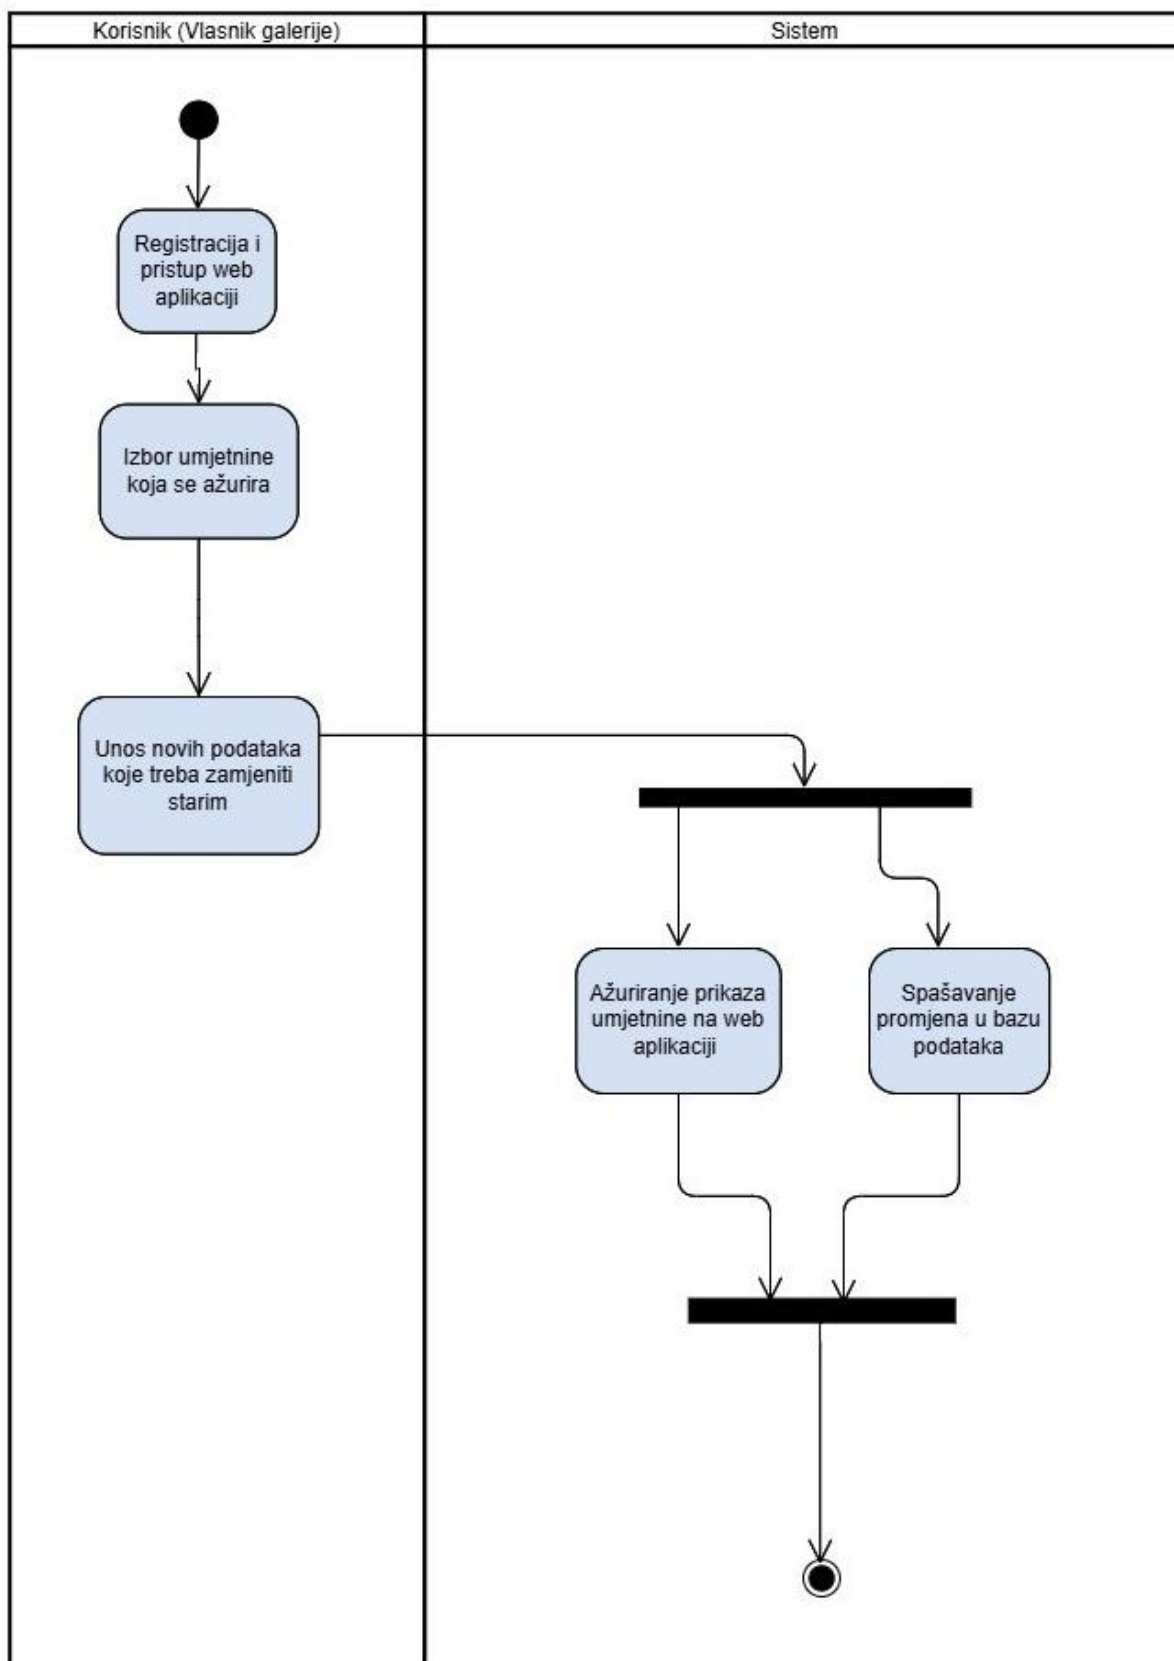 Korisnik (Vlasnik galerije)
Sistem
Registracija i
pristup web
aplikaciji
Izbor umjetnine
koja se ažurira
Unos novih podataka
koje treba zamjeniti
starim
Ažuriranje prikaza
umjetnine na web
aplikaciji
Spašavanje
promjena u bazu
podataka